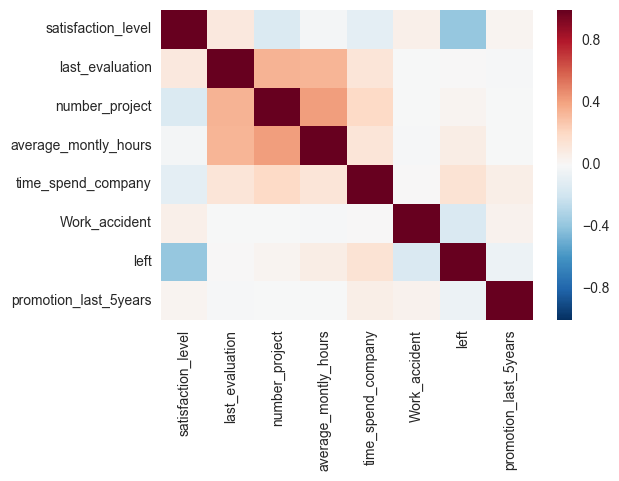 satisfaction_level
last_evaluation
number_project
average_montly_hours
time_spend_company
Work_accident
left
promotion_last_5years
0.8
0.4
0.0
−0.4
−0.8
satisfaction_level
last_evaluation
number_project
average_montly_hours
time_spend_company
Work_accident
left
promotion_last_5years